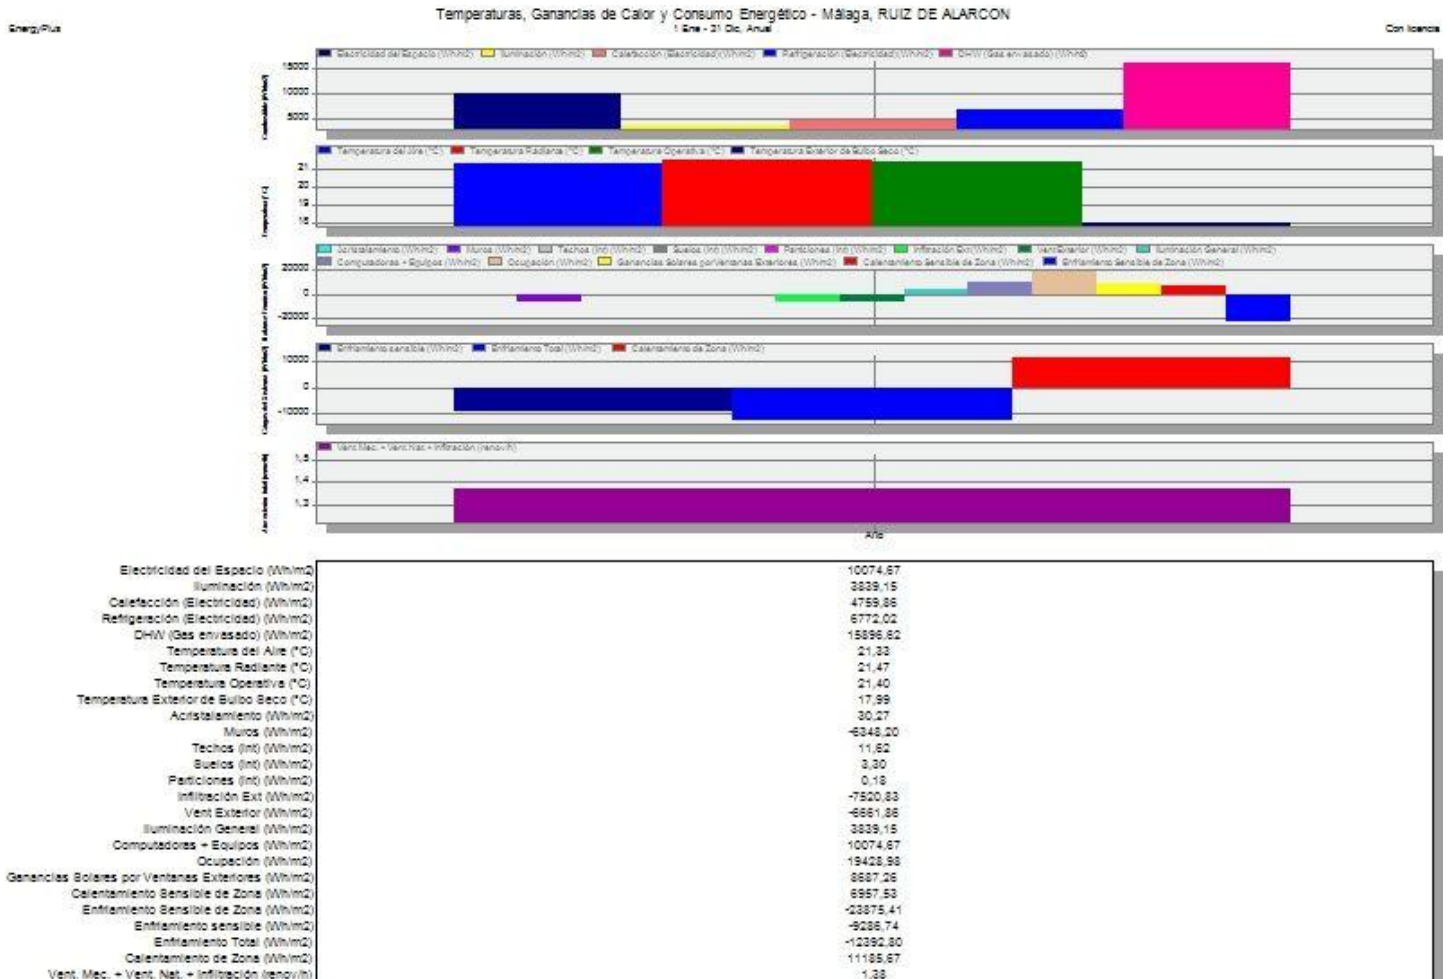 Temperaturas, Ganancias de Calor y Consumo Energético - Málaga, RUIZ DE ALARCON
EnergyPlus
1 Ene - 31 Dic, Anual
Con licencia
Electricidad del Espacio (Wh/m2) Iluminación (Wh/m2) Calefacción (Electricidad) (Wh/m2) Refrigeración (Electricidad) (Wh/m2) DHW (Gas envasado) (Wh/m2)
15000
10000
5000
Temperatura del Aire (°C) Temperatura Radiante (°C) Temperatura Operativa (°C) Temperatura Exterior de Bulbo Seco (°C)
Temperatura (°C)
21
20
19
18
Acristalamiento (Wh/m2) Muros (Wh/m2) Techos (Int) (Wh/m2) Suelos (Int) (Wh/m2) Particiones (Int) (Wh/m2) Infiltración Ext (Wh/m2) Vent Exterior (Wh/m2) Iluminación General (Wh/m2)
Computadoras + Equipos (Wh/m2) Ocupación (Wh/m2) Ganancias Solares por Ventanas Exteriores (Wh/m2) Calentamiento Sensible de Zona (Wh/m2) Enfriamiento Sensible de Zona (Wh/m2)
20000
0
-20000
Enfriamiento sensible (Wh/m2) Enfriamiento Total (Wh/m2) Calentamiento de Zona (Wh/m2)
10000
0
-10000
Vent. Mec. + Vent. Nat. + Infiltración (renov/h)
1,4
1,2
Año
Electricidad del Espacio (Wh/m2) 10074,67
Iluminación (Wh/m2) 3839,15
Calefacción (Electricidad) (Wh/m2) 4759,86
Refrigeración (Electricidad) (Wh/m2) 6772,02
DHW (Gas envasado) (Wh/m2) 15896,62
Temperatura del Aire (°C) 21,33
Temperatura Radiante (°C) 21,47
Temperatura Operativa (°C) 21,40
Temperatura Exterior de Bulbo Seco (°C) 17,99
Acristalamiento (Wh/m2) 30,27
Muros (Wh/m2) -6348,20
Techos (Int) (Wh/m2) 11,62
Suelos (Int) (Wh/m2) 3,30
Particiones (Int) (Wh/m2) 0,18
Infiltración Ext (Wh/m2) -7520,83
Vent Exterior (Wh/m2) -6661,86
Iluminación General (Wh/m2) 3839,15
Computadoras + Equipos (Wh/m2) 10074,67
Ocupación (Wh/m2) 19428,98
Ganancias Solares por Ventanas Exteriores (Wh/m2) 8687,26
Calentamiento Sensible de Zona (Wh/m2) 6957,53
Enfriamiento Sensible de Zona (Wh/m2) -23875,41
Enfriamiento sensible (Wh/m2) -9286,74
Enfriamiento Total (Wh/m2) -12392,80
Calentamiento de Zona (Wh/m2) 11185,67
Vent. Mec. + Vent. Nat. + Infiltración (renov/h) 1,38